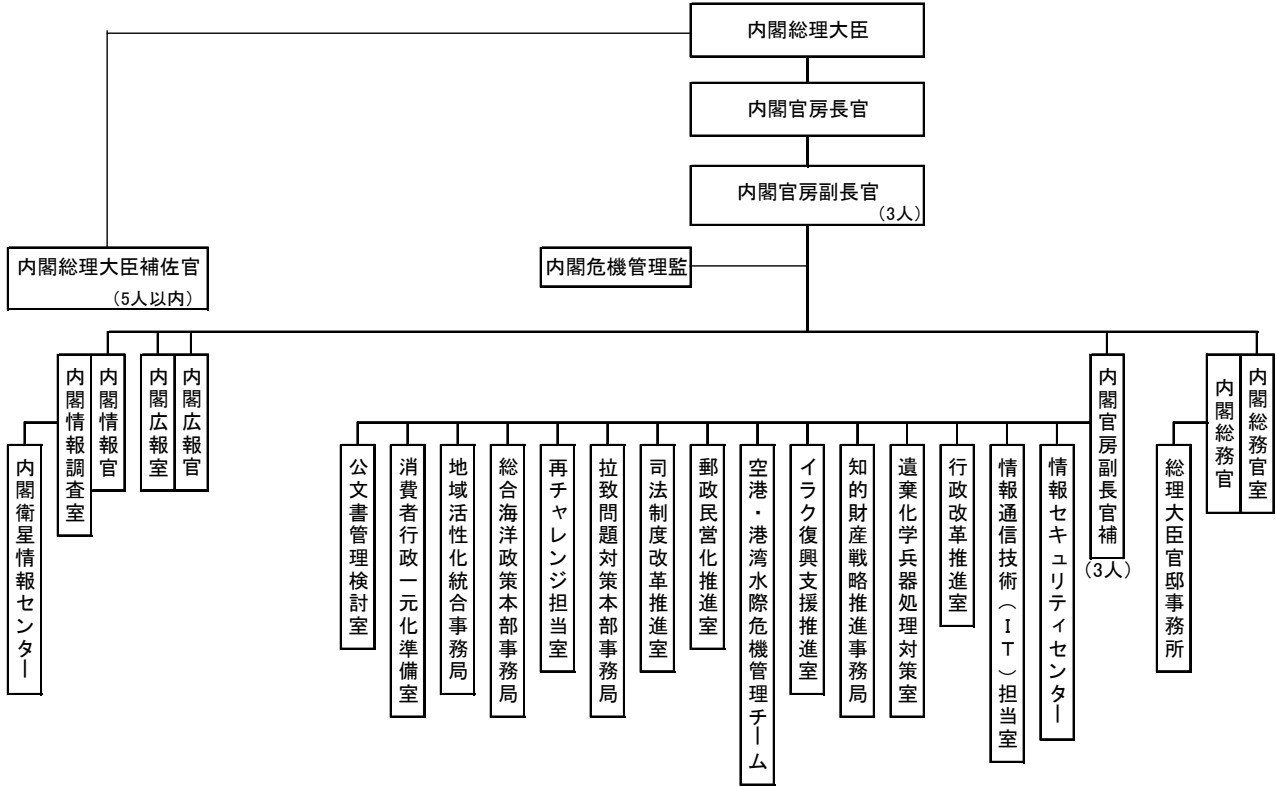 内閣総理大臣
内閣官房長官
内閣官房副長官
(3人)
内閣総理大臣補佐官
(5人以内)
内閣危機管理監
内閣情報調査室
内閣情報官
内閣広報室
内閣広報官
内閣官房副長官補
(3人)
内閣総務官
内閣総務官室
内閣衛星情報センター
公文書管理検討室
消費者行政一元化準備室
地域活性化統合事務局
総合海洋政策本部事務局
再チャレンジ担当室
拉致問題対策本部事務局
司法制度改革推進室
郵政民営化推進室
空港・港湾水際危機管理チーム
イラク復興支援推進室
知的財産戦略推進事務局
遺棄化学兵器処理対策室
行政改革推進室
情報通信技術(IT)担当室
情報セキュリティセンター
総理大臣官邸事務所